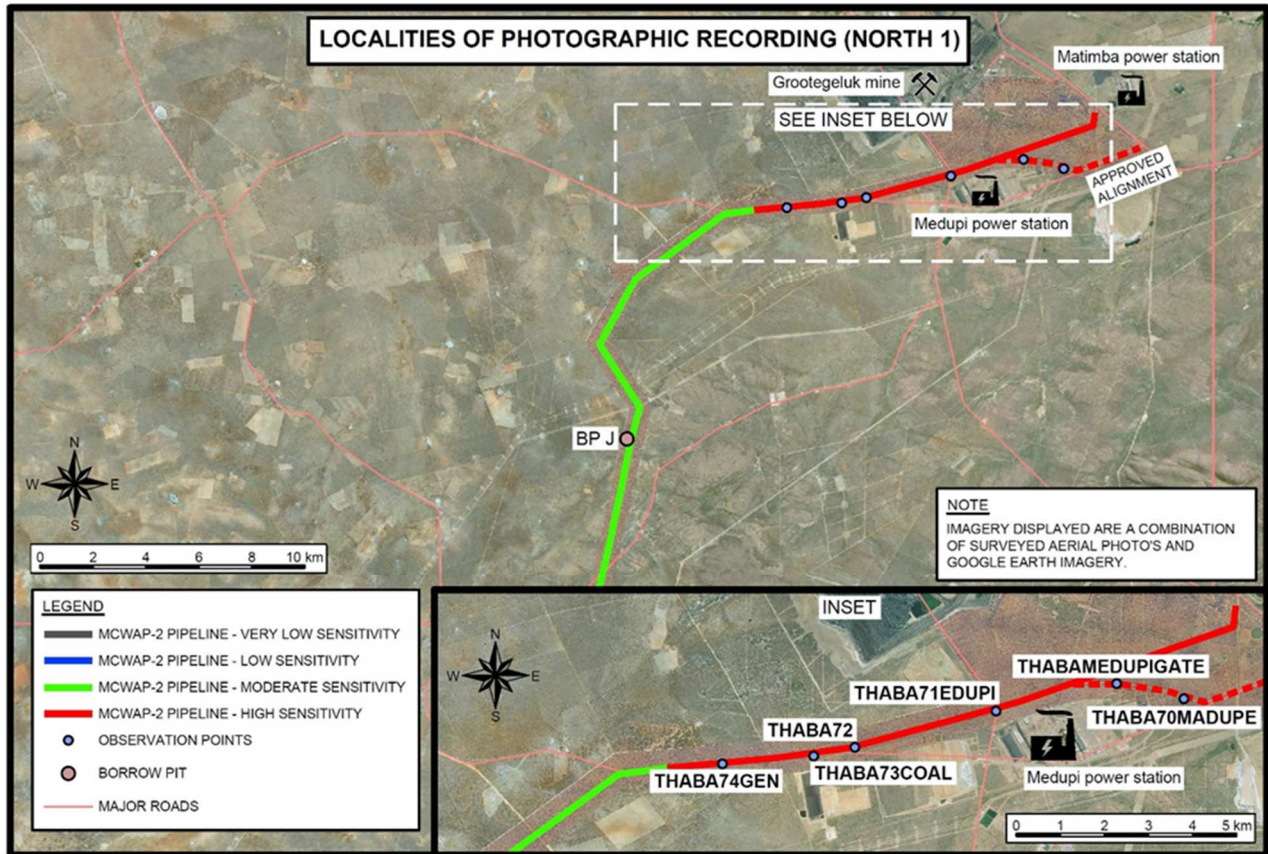 LOCALITIES OF PHOTOGRAPHIC RECORDING (NORTH 1)
Matimba power station
Grootegeluk mine
SEE INSET BELOW
APPROVED
ALIGNMENT
Medupi power station
BP J
N
W E
S
0 2 4 6 8 10 km
NOTE
IMAGERY DISPLAYED ARE A COMBINATION
OF SURVEYED AERIAL PHOTO'S AND
GOOGLE EARTH IMAGERY.
LEGEND
MCWAP-2 PIPELINE - VERY LOW SENSITIVITY
MCWAP-2 PIPELINE - LOW SENSITIVITY
MCWAP-2 PIPELINE - MODERATE SENSITIVITY
MCWAP-2 PIPELINE - HIGH SENSITIVITY
OBSERVATION POINTS
BORROW PIT
MAJOR ROADS
INSET
N
W E
S
THABAMEDUPIGATE
THABA71EDUPI
THABA70MADUPE
THABA72
THABA73COAL
THABA74GEN
Medupi power station
0 1 2 3 4 5 km